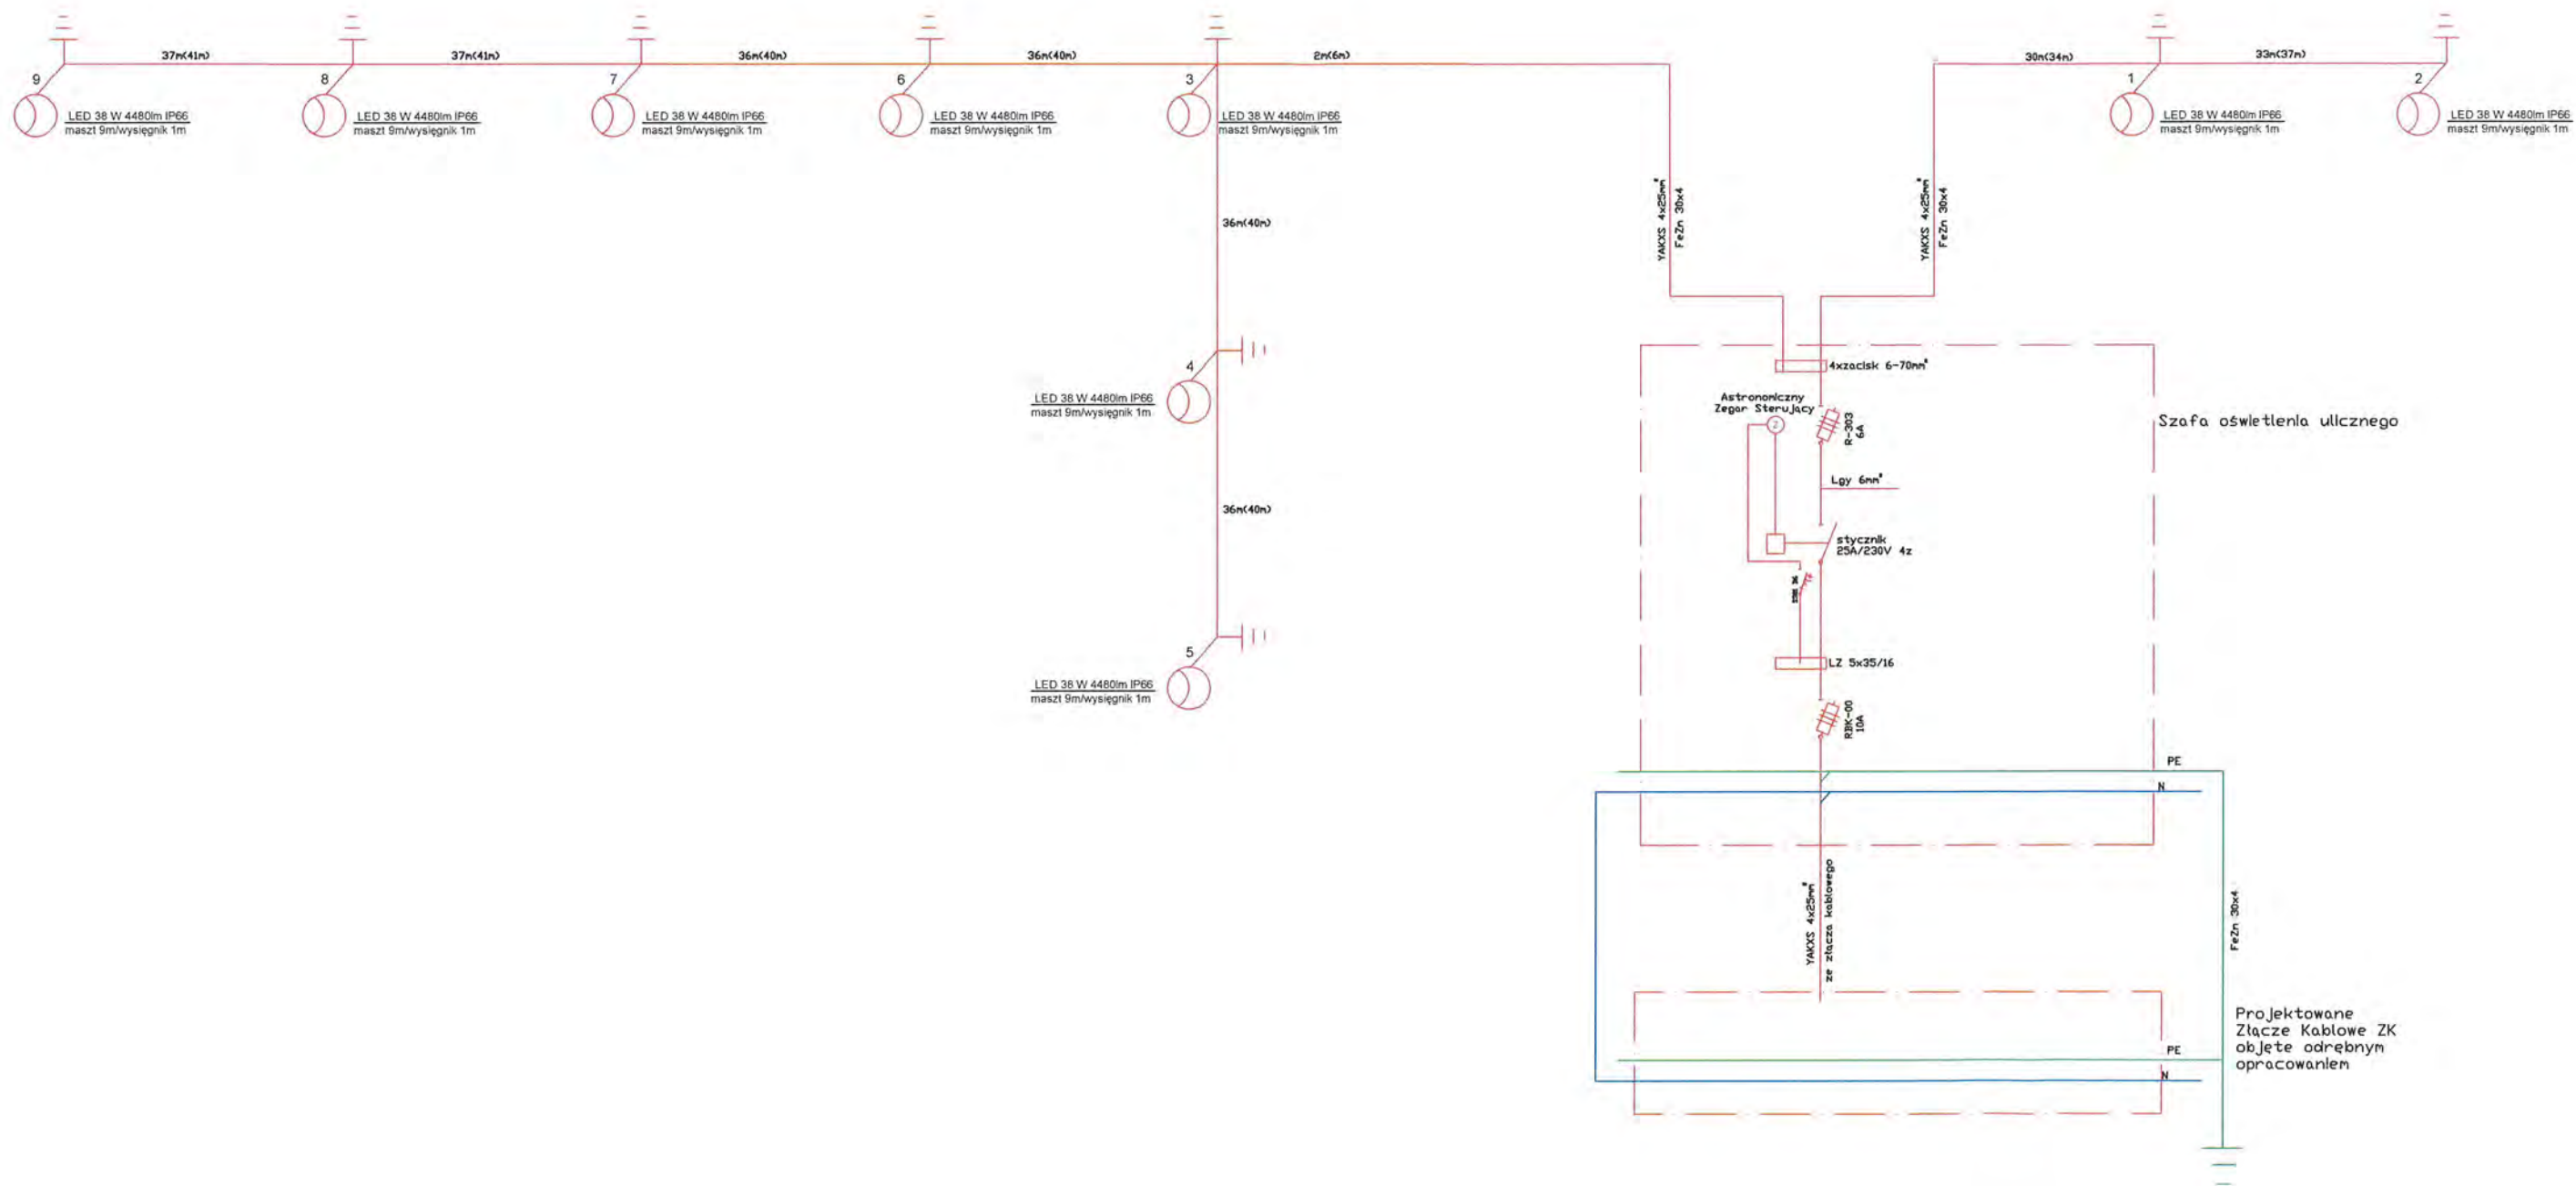 37m(41m)
37m(41m)
36m(40m)
36m(40m)
2m(6m)
30m(34m)
33m(37m)
9
LED 38 W 4480lm IP66
maszt 9m/wysięgnik 1m
8
LED 38 W 4480lm IP66
maszt 9m/wysięgnik 1m
7
LED 38 W 4480lm IP66
maszt 9m/wysięgnik 1m
6
LED 38 W 4480lm IP66
maszt 9m/wysięgnik 1m
3
LED 38 W 4480lm IP66
maszt 9m/wysięgnik 1m
1
LED 38 W 4480lm IP66
maszt 9m/wysięgnik 1m
2
LED 38 W 4480lm IP66
maszt 9m/wysięgnik 1m
36m(40m)
YAKXS 4x25mm²
FeZn 30x4
YAKXS 4x25mm²
FeZn 30x4
4
LED 38 W 4480lm IP66
maszt 9m/wysięgnik 1m
36m(40m)
5
LED 38 W 4480lm IP66
maszt 9m/wysięgnik 1m
4xzacisk 6-70mm²
Astronomiczny
Zegar Sterujący
Z
R-303
6A
Szafa oświetlenia ulicznego
Lgy 6mm²
stycznik
25A/230V 4z
LZ 5x35/16
RBK-00
10A
PE
N
YAKXS 4x25mm²
ze złącza kablowego
FeZn 30x4
Projektowane
Złącze Kablowe ZK
objęte odrębnym
opracowaniem
PE
N